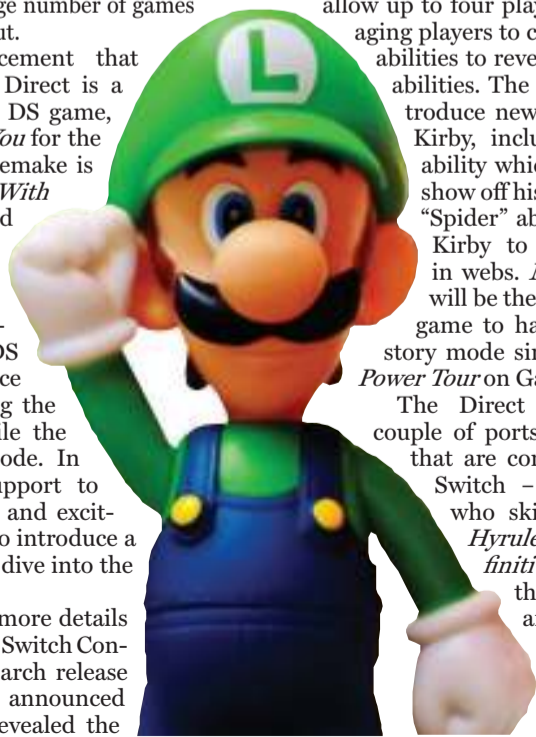 ge number of games
ut.
cement that
Direct is a
DS game,
You for the
emake is
With
d
-
DS
ce
g the
ile the
ode. In
upport to
and excit-
o introduce a
dive into the
more details
Switch Con-
arch release
announced
evealed the
L
allow up to four play
aging players to c
abilities to reve
abilities. The
troduce new
Kirby, inclu
ability whic
show off his
“Spider” ab
Kirby to
in webs. A
will be the
game to ha
story mode sin
Power Tour on Ga
The Direct
couple of ports
that are con
Switch –
who ski
Hyrule
finiti
th
a